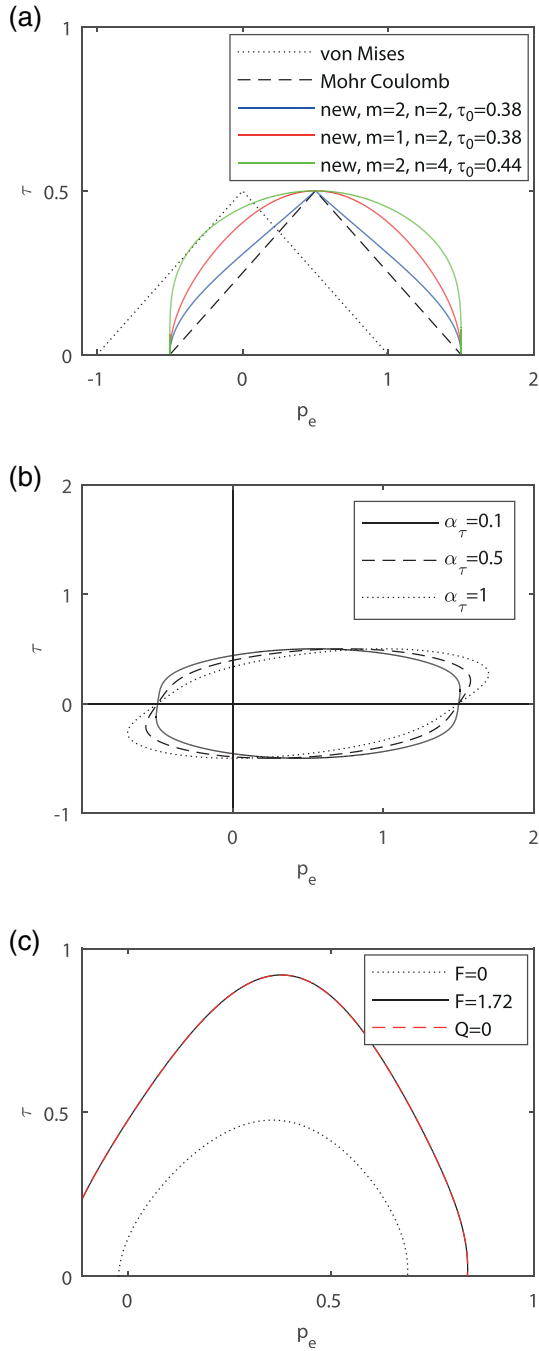 (a)
1
von Mises
Mohr Coulomb
new, m=2, n=2, τ₀=0.38
new, m=1, n=2, τ₀=0.38
new, m=2, n=4, τ₀=0.44
τ
0.5
0
-1 0 1 2
pₑ
(b)
2
α_τ=0.1
α_τ=0.5
α_τ=1
1
τ
0
-1
0 1 2
pₑ
(c)
1
F=0
F=1.72
Q=0
τ
0.5
0
0 0.5 1
pₑ